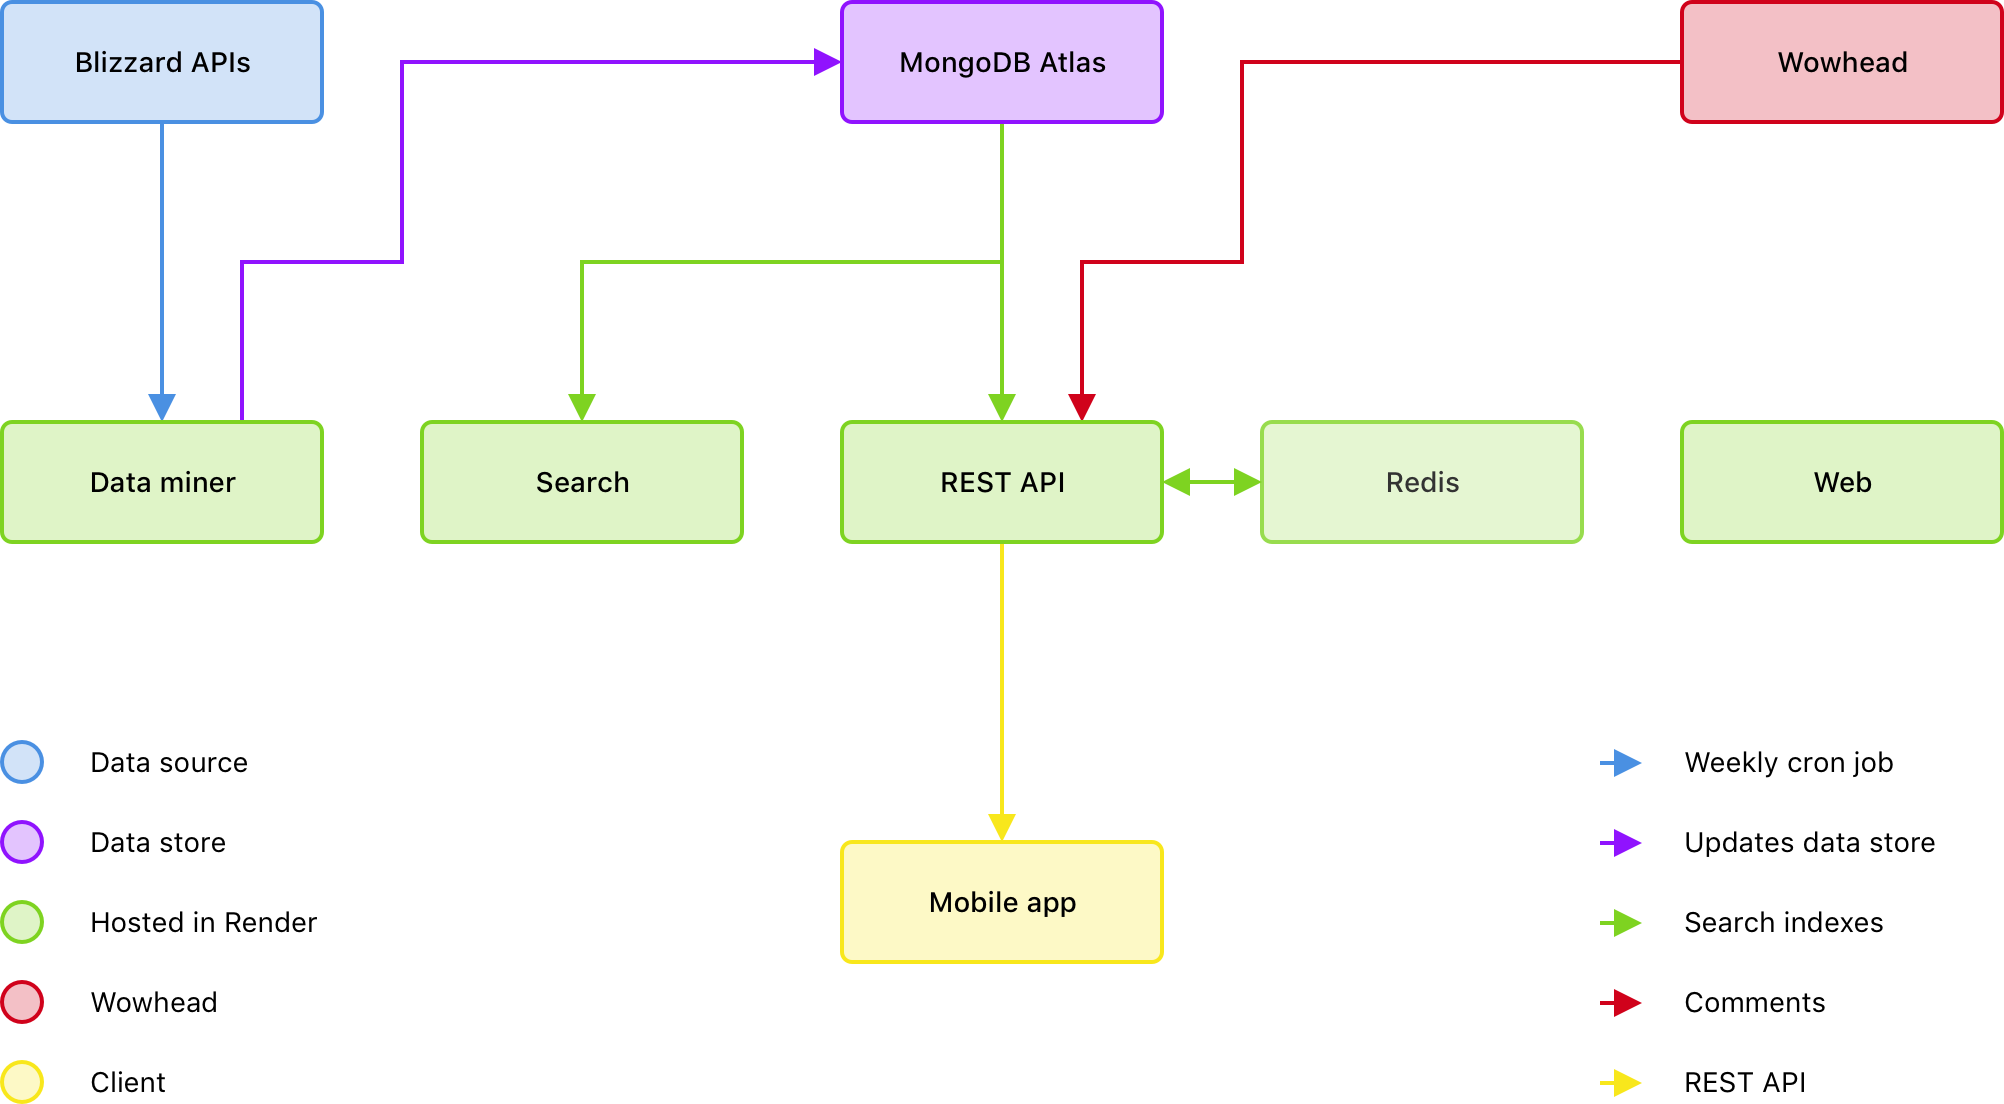 Blizzard APIs
MongoDB Atlas
Wowhead
Data miner
Search
REST API
Redis
Web
Mobile app
Data source
Data store
Hosted in Render
Wowhead
Client
Weekly cron job
Updates data store
Search indexes
Comments
REST API